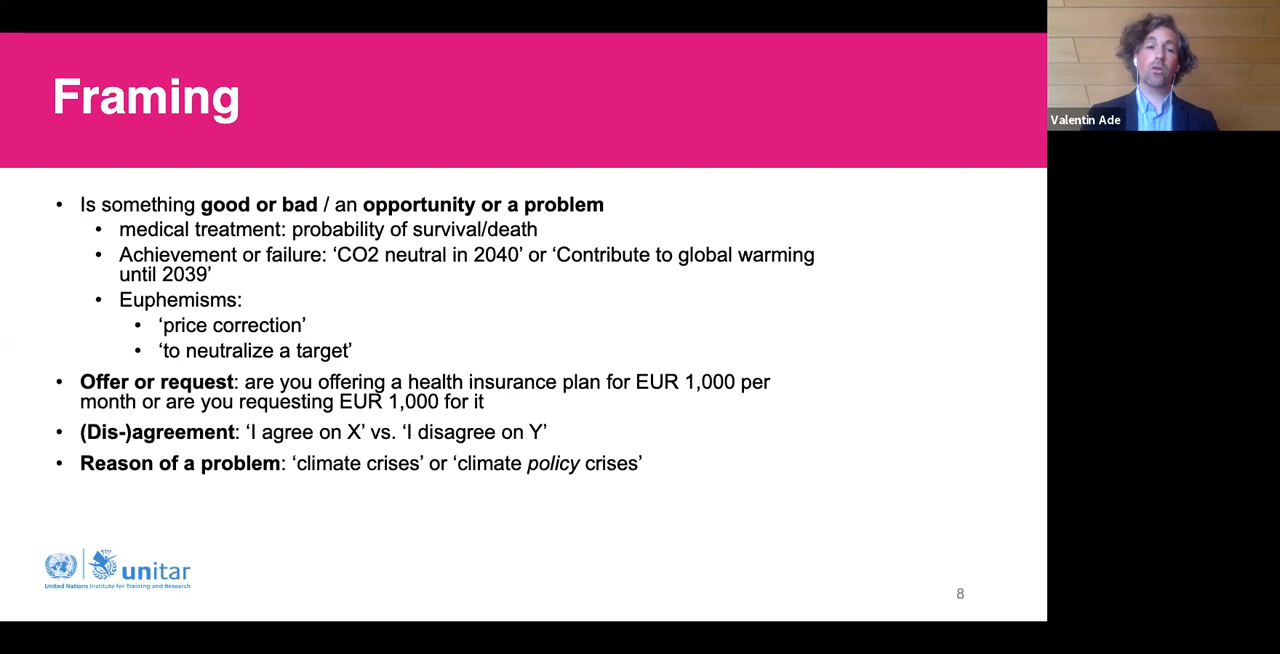 Framing
Valentin Ade
• Is something good or bad / an opportunity or a problem
• medical treatment: probability of survival/death
• Achievement or failure: ‘CO2 neutral in 2040’ or ‘Contribute to global warming
until 2039’
• Euphemisms:
• ‘price correction’
• ‘to neutralize a target’
• Offer or request: are you offering a health insurance plan for EUR 1,000 per
month or are you requesting EUR 1,000 for it
• (Dis-)agreement: ‘I agree on X’ vs. ‘I disagree on Y’
• Reason of a problem: ‘climate crises’ or ‘climate policy crises’
unitar
United Nations Institute for Training and Research
8